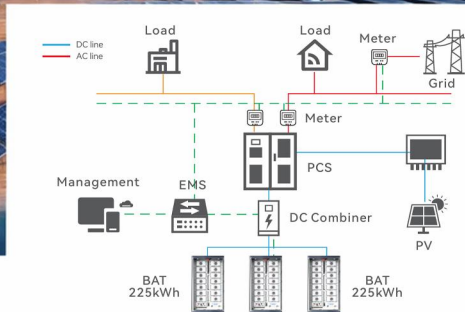 DC line
AC line
Load
Load
Meter
Grid
Meter
PCS
Management
EMS
DC Combiner
PV
BAT
225kWh
BAT
225kWh